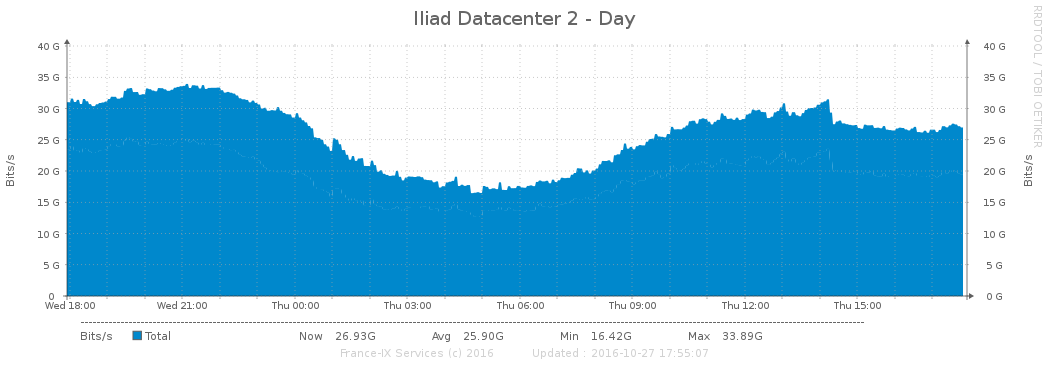 Iliad Datacenter 2 - Day
RRDTOOL / TOBI OETIKER
Bits/s
40 G 40 G
35 G 35 G
30 G 30 G
25 G 25 G
20 G 20 G
15 G 15 G
10 G 10 G
5 G 5 G
0 0 G
Bits/s
Wed 18:00 Wed 21:00 Thu 00:00 Thu 03:00 Thu 06:00 Thu 09:00 Thu 12:00 Thu 15:00
Bits/s Total Now 26.93G Avg 25.90G Min 16.42G Max 33.89G
France-IX Services (c) 2016 Updated : 2016-10-27 17:55:07